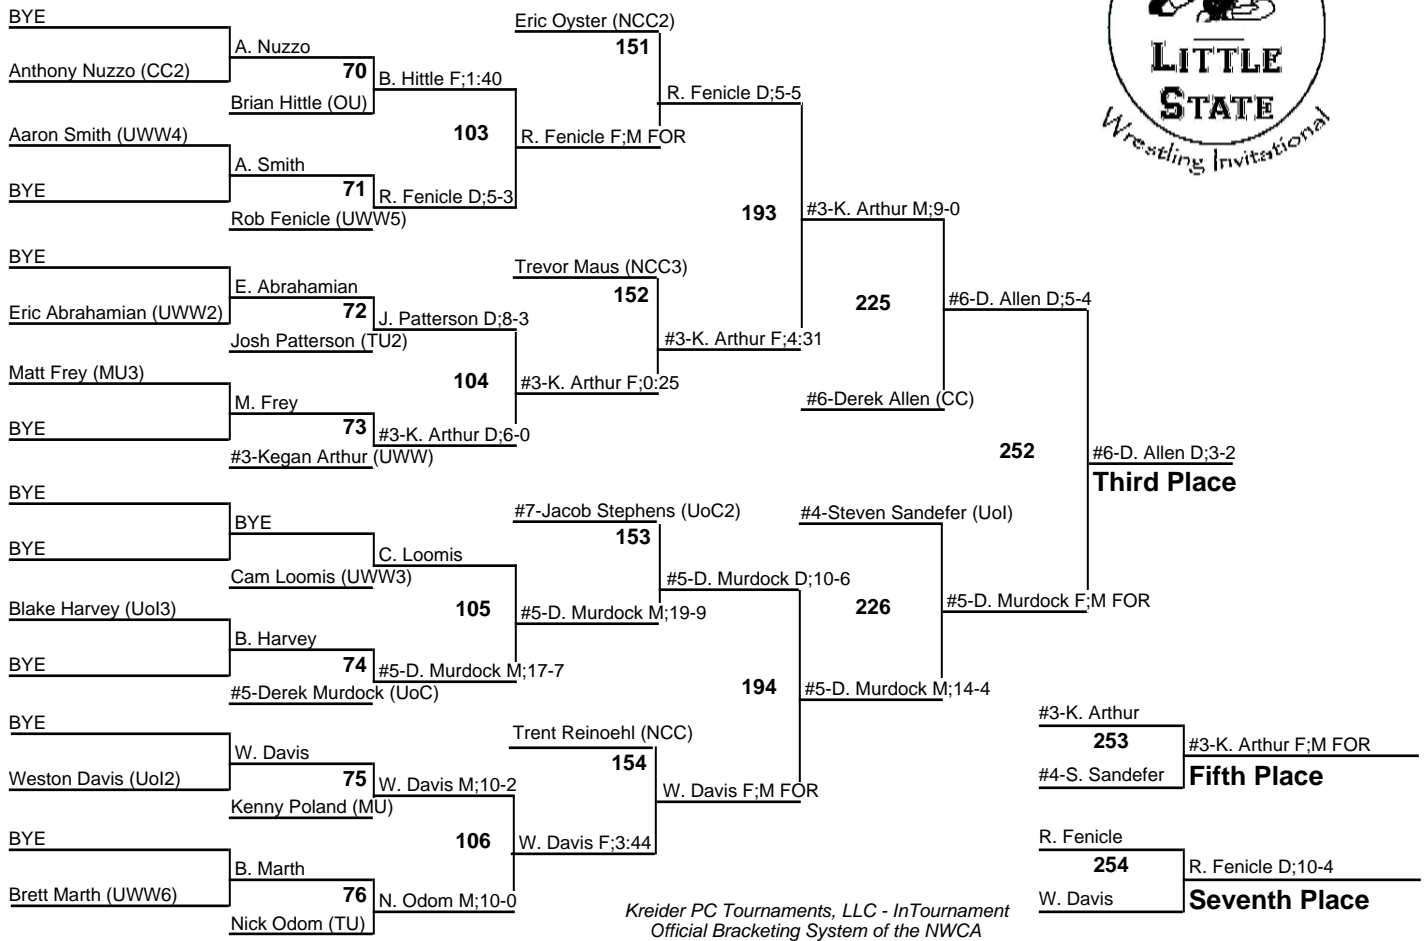 BYE
Anthony Nuzzo (CC2)
A. Nuzzo
70
Brian Hittle (OU)
B. Hittle F;1:40
Aaron Smith (UWW4)
BYE
A. Smith
71
Rob Fenicle (UWW5)
R. Fenicle D;5-3
103
Eric Oyster (NCC2)
151
R. Fenicle F;M FOR
R. Fenicle D;5-5
BYE
Eric Abrahamian (UWW2)
E. Abrahamian
72
Josh Patterson (TU2)
J. Patterson D;8-3
Matt Frey (MU3)
BYE
M. Frey
73
#3-Kegan Arthur (UWW)
#3-K. Arthur D;6-0
104
Trevor Maus (NCC3)
152
#3-K. Arthur F;0:25
#3-K. Arthur F;4:31
193
#3-K. Arthur M;9-0
225
#6-Derek Allen (CC)
#6-D. Allen D;5-4
BYE
BYE
BYE
Cam Loomis (UWW3)
C. Loomis
Blake Harvey (UoI3)
BYE
B. Harvey
74
#5-Derek Murdock (UoC)
#5-D. Murdock M;17-7
105
#7-Jacob Stephens (UoC2)
153
#5-D. Murdock M;19-9
#5-D. Murdock D;10-6
BYE
Weston Davis (UoI2)
W. Davis
75
Kenny Poland (MU)
W. Davis M;10-2
BYE
Brett Marth (UWW6)
B. Marth
76
Nick Odom (TU)
N. Odom M;10-0
106
Trent Reinoehl (NCC)
154
W. Davis F;3:44
W. Davis F;M FOR
194
#4-Steven Sandefer (UoI)
226
#5-D. Murdock M;14-4
#5-D. Murdock F;M FOR
252
#6-D. Allen D;3-2
Third Place
#3-K. Arthur
253
#4-S. Sandefer
#3-K. Arthur F;M FOR
Fifth Place
R. Fenicle
254
W. Davis
R. Fenicle D;10-4
Seventh Place
LITTLE
STATE
Wrestling Invitational
Kreider PC Tournaments, LLC - InTournament
Official Bracketing System of the NWCA